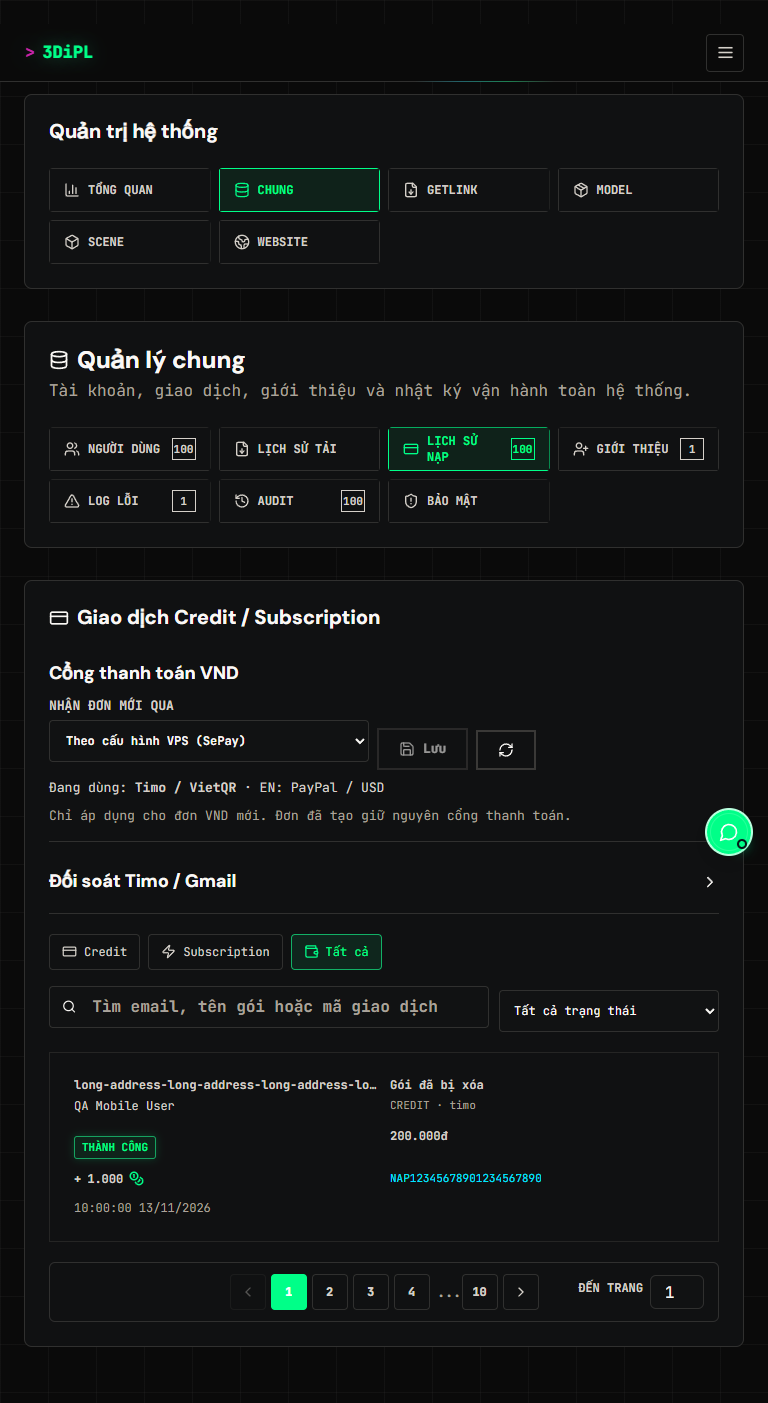 > 3DiPL
Quản trị hệ thống
TỔNG QUAN
CHUNG
GETLINK
MODEL
SCENE
WEBSITE
Quản lý chung
Tài khoản, giao dịch, giới thiệu và nhật ký vận hành toàn hệ thống.
NGƯỜI DÙNG 100
LỊCH SỬ TẢI
LỊCH SỬ
NẠP 100
GIỚI THIỆU 1
LOG LỖI 1
AUDIT 100
BẢO MẬT
Giao dịch Credit / Subscription
Cổng thanh toán VND
NHẬN ĐƠN MỚI QUA
Theo cấu hình VPS (SePay)
Lưu
Đang dùng: Timo / VietQR · EN: PayPal / USD
Chỉ áp dụng cho đơn VND mới. Đơn đã tạo giữ nguyên cổng thanh toán.
Đối soát Timo / Gmail
Credit
Subscription
Tất cả
Tìm email, tên gói hoặc mã giao dịch
Tất cả trạng thái
long-address-long-address-long-address-lo…
QA Mobile User
Gói đã bị xóa
CREDIT · timo
THÀNH CÔNG
200.000đ
+ 1.000
NAP12345678901234567890
10:00:00 13/11/2026
1 2 3 4 ... 10
ĐẾN TRANG 1